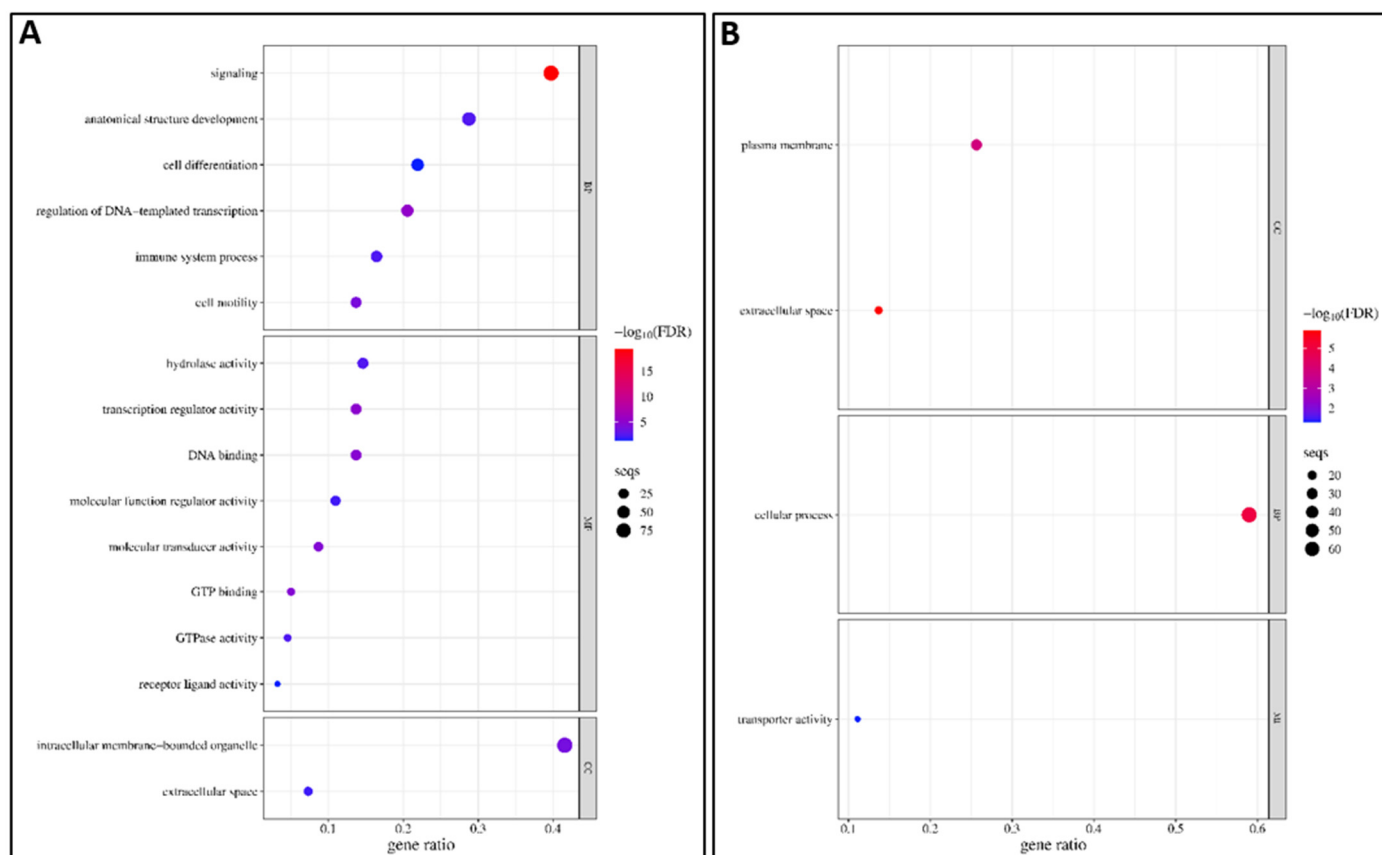 A
signaling
anatomical structure development
cell differentiation
regulation of DNA-templated transcription
immune system process
cell motility
BP
hydrolase activity
transcription regulator activity
DNA binding
molecular function regulator activity
molecular transducer activity
GTP binding
GTPase activity
receptor ligand activity
MF
intracellular membrane-bounded organelle
extracellular space
CC
0.1 0.2 0.3 0.4
gene ratio
-log10(FDR)
15
10
5
seqs
25
50
75
B
plasma membrane
extracellular space
CC
cellular process
BP
transporter activity
MF
0.1 0.2 0.3 0.4 0.5 0.6
gene ratio
-log10(FDR)
5
4
3
2
seqs
20
30
40
50
60